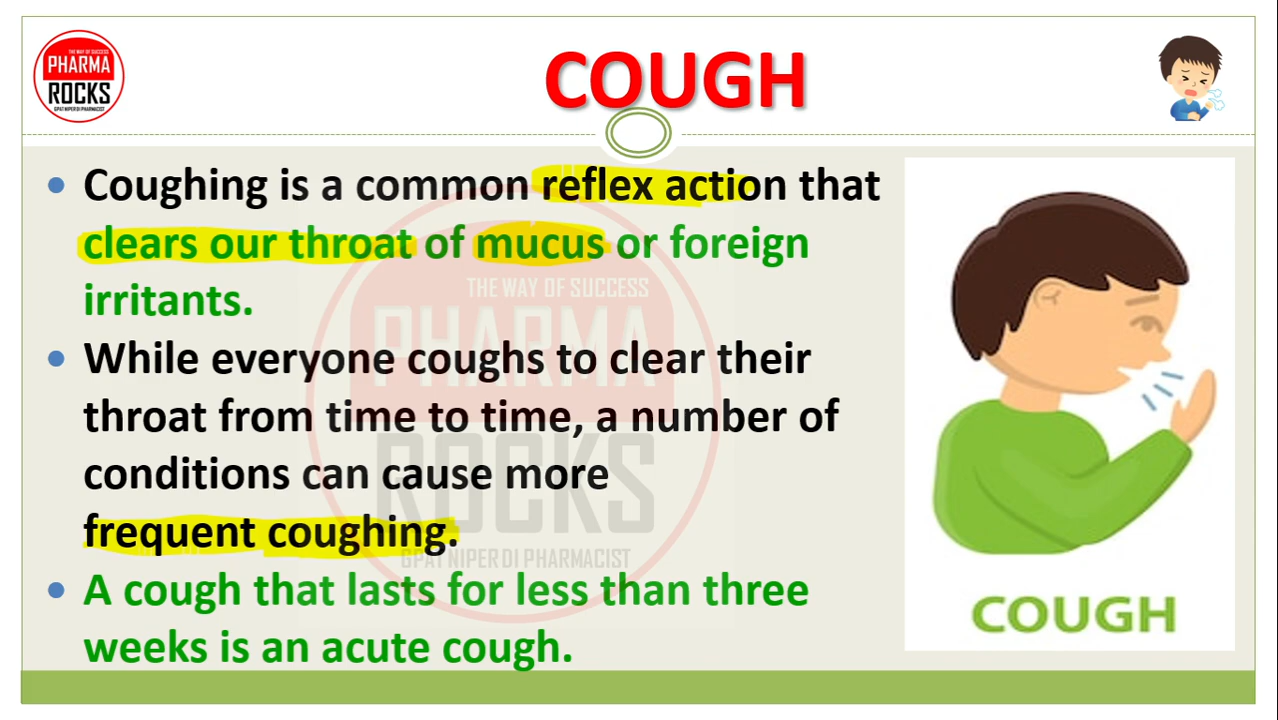 THE WAY OF SUCCESS
PHARMA
ROCKS
GPAT NIPER DI PHARMACIST
COUGH
• Coughing is a common reflex action that
clears our throat of mucus or foreign
irritants.
• While everyone coughs to clear their
throat from time to time, a number of
conditions can cause more
frequent coughing.
• A cough that lasts for less than three
weeks is an acute cough.
THE WAY OF SUCCESS
PHARMA
ROCKS
GPAT NIPER DI PHARMACIST
COUGH